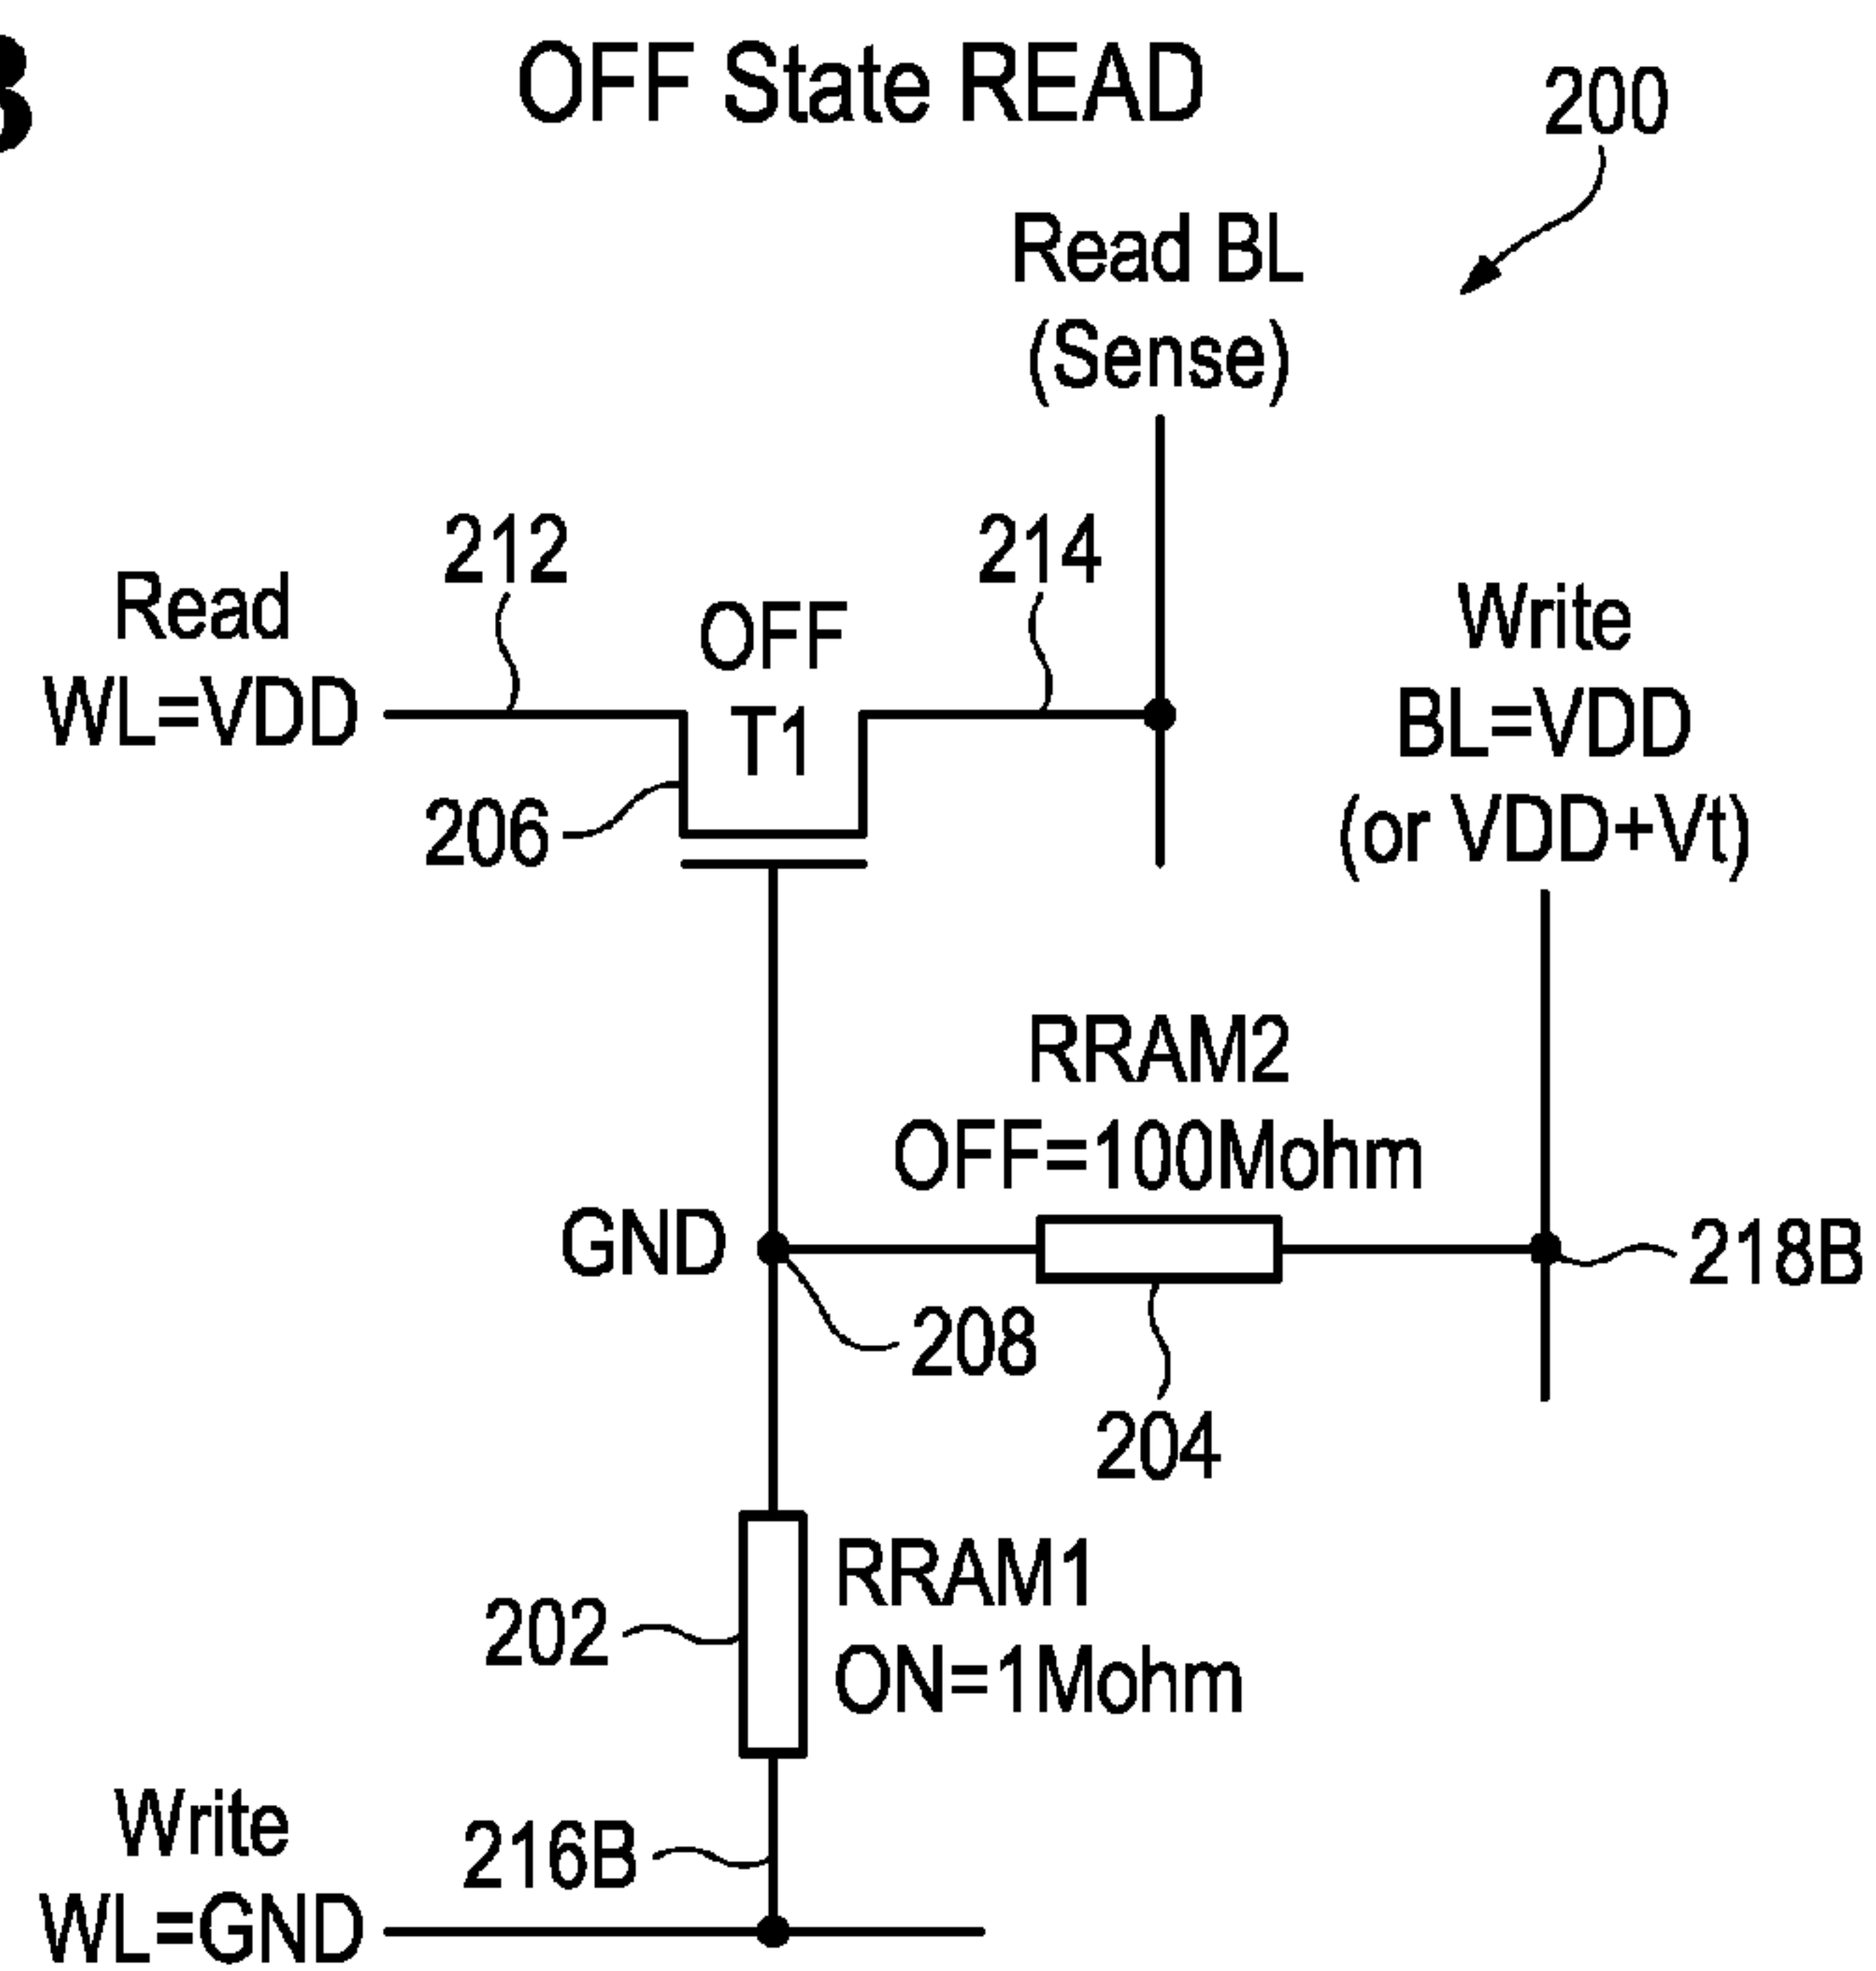 OFF State READ
200
Read BL
(Sense)
212
214
Read
WL=VDD
OFF
T1
206
Write
BL=VDD
(or VDD+Vt)
RRAM2
OFF=100Mohm
GND
218B
208
204
RRAM1
ON=1Mohm
202
216B
Write
WL=GND